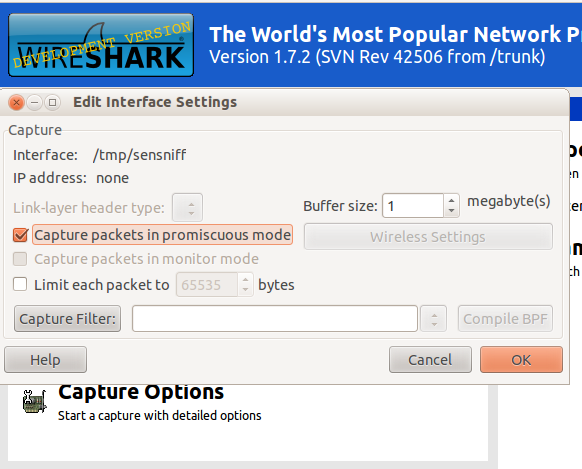 DEVELOPMENT VERSION
WIRESHARK
The World's Most Popular Network
Version 1.7.2 (SVN Rev 42506 from /trunk)
Edit Interface Settings
Capture
Interface: /tmp/sensniff
IP address: none
Link-layer header type:
Buffer size: 1 megabyte(s)
Capture packets in promiscuous mode
Wireless Settings
Capture packets in monitor mode
Limit each packet to 65535 bytes
Capture Filter:
Compile BPF
Help
Cancel
OK
Capture Options
Start a capture with detailed options